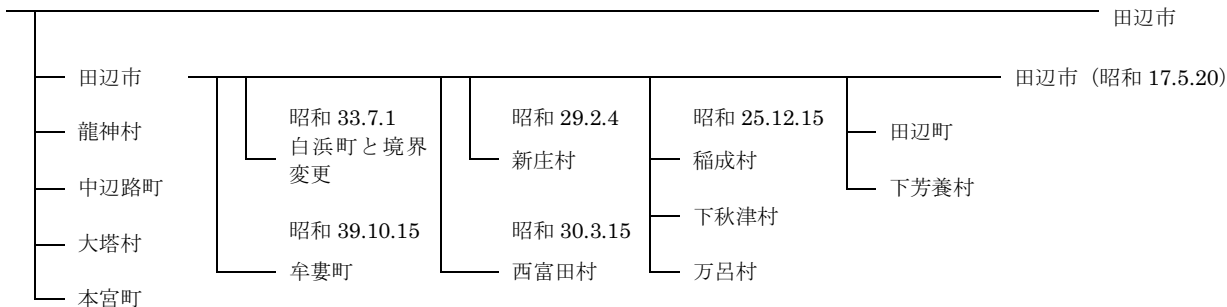 田辺市
田辺市
田辺市（昭和 17.5.20）
昭和 33.7.1
白浜町と境界
変更
昭和 29.2.4
新庄村
昭和 25.12.15
稲成村
田辺町
龍神村
中辺路町
下芳養村
下秋津村
昭和 39.10.15
牟婁町
昭和 30.3.15
西富田村
万呂村
大塔村
本宮町